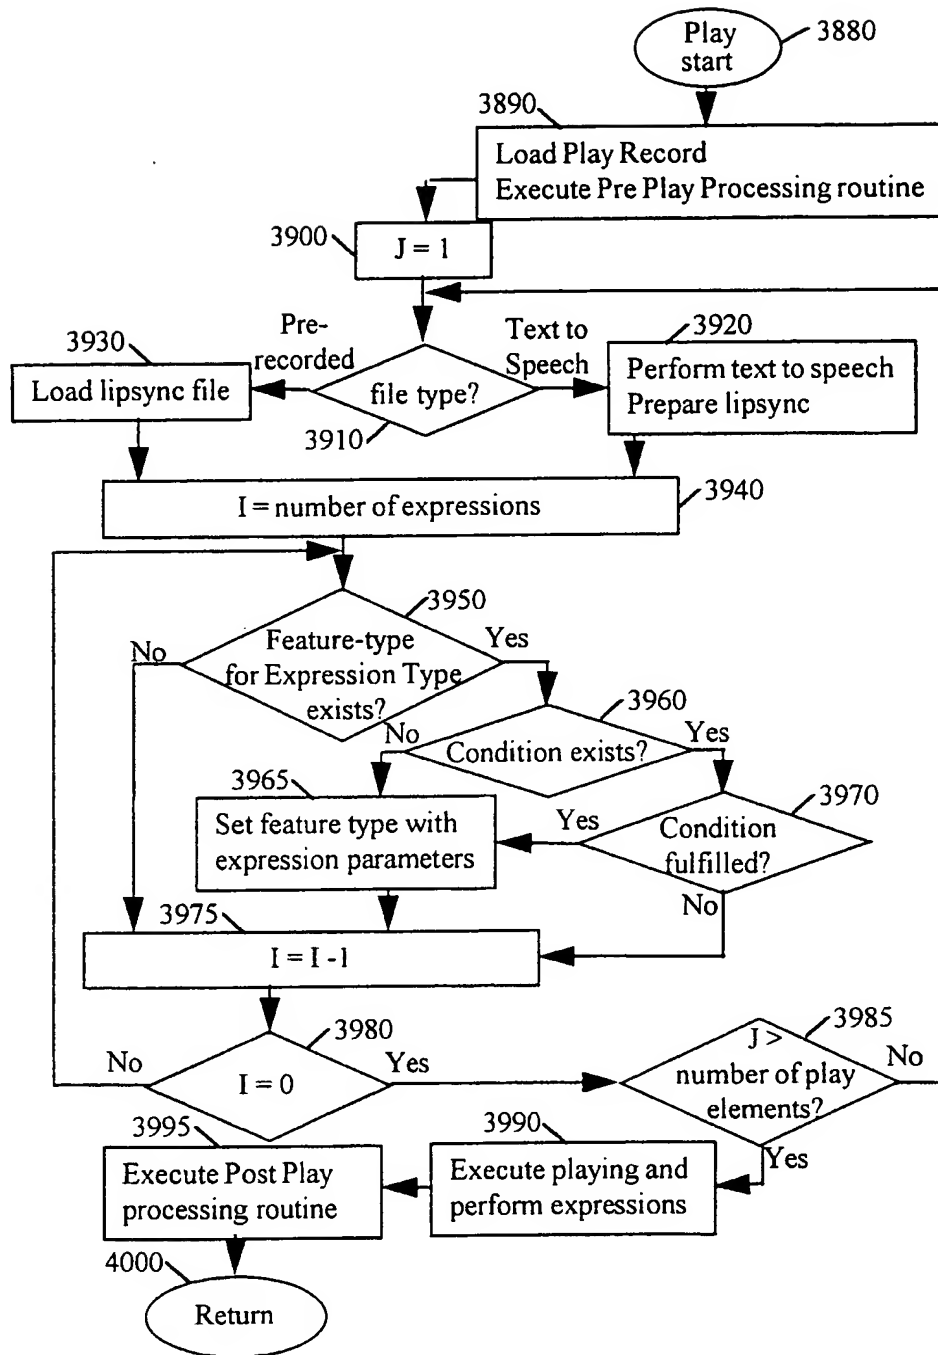 Play
start
3880
3890
Load Play Record
Execute Pre Play Processing routine
3900
J = 1
Pre-
recorded
Text to
Speech
3920
3930
Load lipsync file
file type?
3910
Perform text to speech
Prepare lipsync
I = number of expressions
3940
3950
No
Feature-type
for Expression Type
exists?
Yes
3960
No
Condition exists?
Yes
3965
Set feature type with
expression parameters
Yes
3970
Condition
fulfilled?
No
3975
I = I - 1
3980
No
I = 0
Yes
3985
J >
number of play
elements?
No
Yes
3995
Execute Post Play
processing routine
3990
Execute playing and
perform expressions
4000
Return